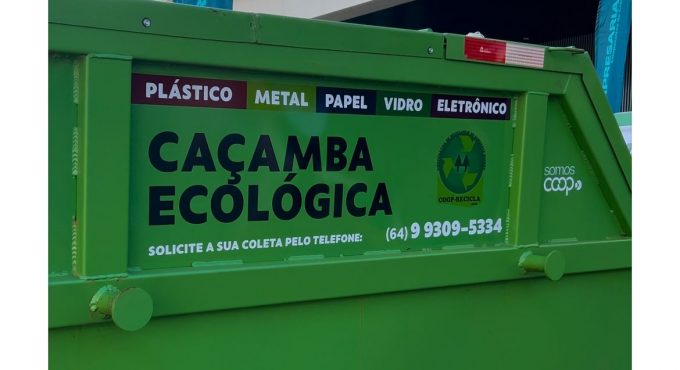 PLÁSTICO METAL PAPEL VIDRO ELETRÔNICO
CAÇAMBA
ECOLÓGICA
COOP-RECICLA
SOLICITE A SUA COLETA PELO TELEFONE: (64) 9 9309-5334
somos
coop
PRESARIA